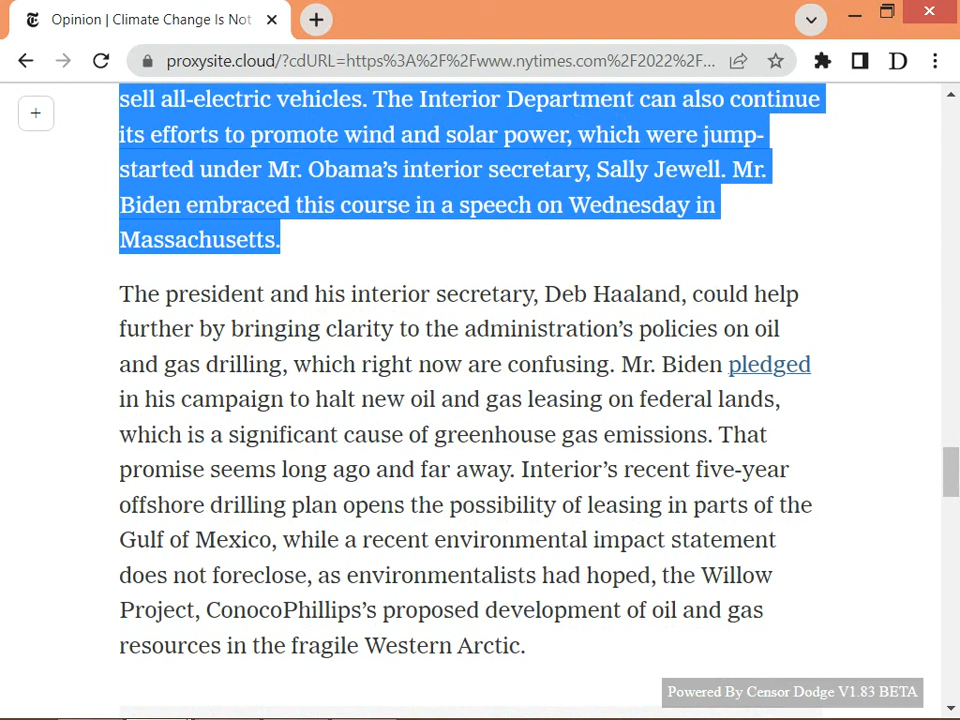 Opinion | Climate Change Is Not
proxysite.cloud/?cdURL=https%3A%2F%2Fwww.nytimes.com%2F2022%2F...
D
sell all-electric vehicles. The Interior Department can also continue
its efforts to promote wind and solar power, which were jump-
started under Mr. Obama’s interior secretary, Sally Jewell. Mr.
Biden embraced this course in a speech on Wednesday in
Massachusetts.
The president and his interior secretary, Deb Haaland, could help
further by bringing clarity to the administration’s policies on oil
and gas drilling, which right now are confusing. Mr. Biden pledged
in his campaign to halt new oil and gas leasing on federal lands,
which is a significant cause of greenhouse gas emissions. That
promise seems long ago and far away. Interior’s recent five-year
offshore drilling plan opens the possibility of leasing in parts of the
Gulf of Mexico, while a recent environmental impact statement
does not foreclose, as environmentalists had hoped, the Willow
Project, ConocoPhillips’s proposed development of oil and gas
resources in the fragile Western Arctic.
Powered By Censor Dodge V1.83 BETA